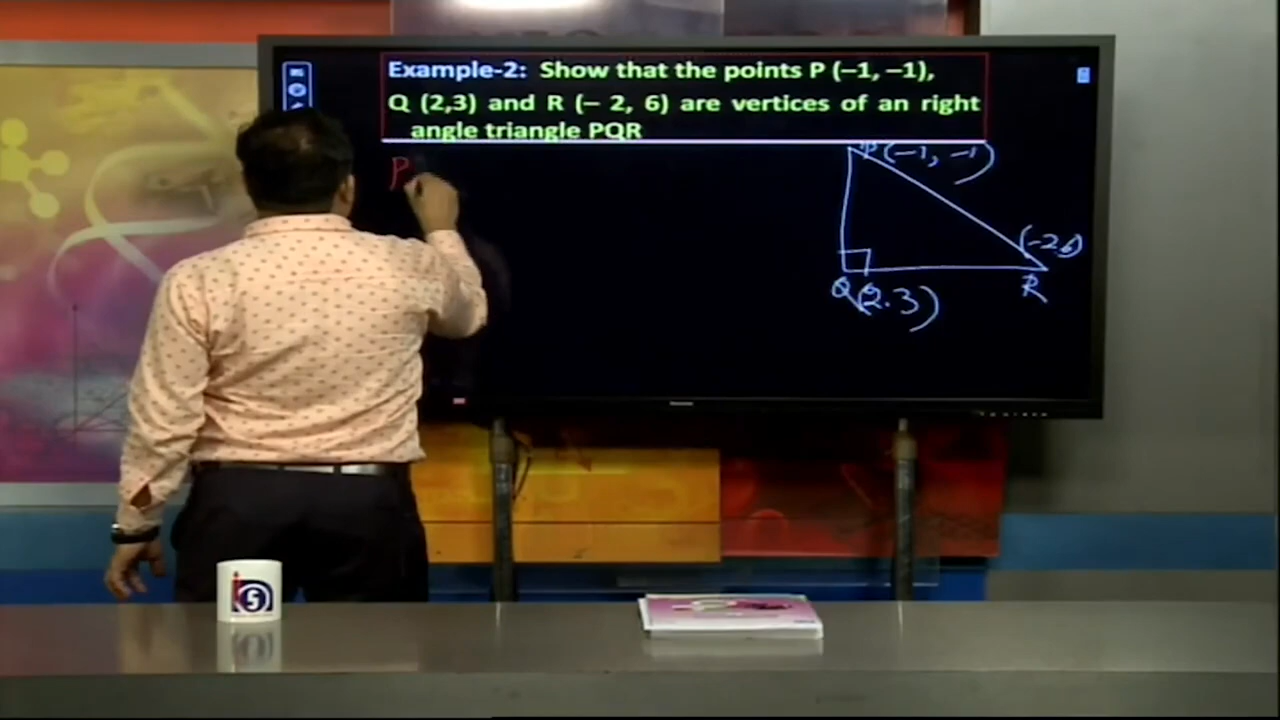 Example-2: Show that the points P (–1, –1),
Q (2,3) and R (– 2, 6) are vertices of an right
angle triangle PQR
P
P (-1, -1)
(-2,6)
Q (2.3)
R
is